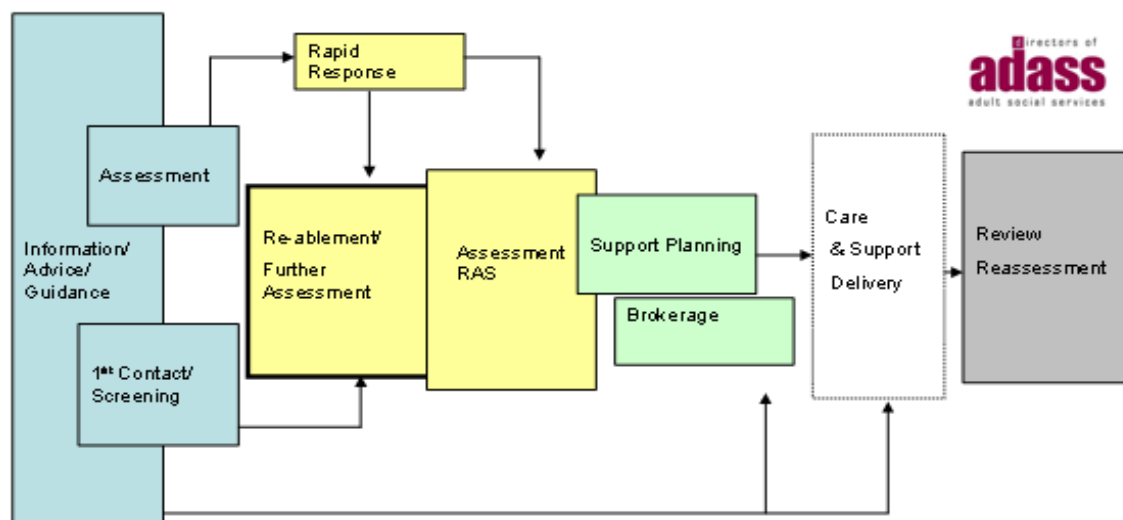 Rapid
Response
directors of
adass
adult social services
Assessment
Information/
Advice/
Guidance
1st Contact/
Screening
Re-ablement/
Further
Assessment
Assessment
RAS
Support Planning
Brokerage
Care
& Support
Delivery
Review
Reassessment